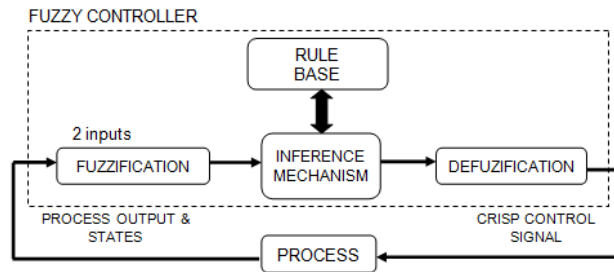 FUZZY CONTROLLER
RULE
BASE
2 inputs
FUZZIFICATION
INFERENCE
MECHANISM
DEFUZIFICATION
PROCESS OUTPUT &
STATES
CRISP CONTROL
SIGNAL
PROCESS